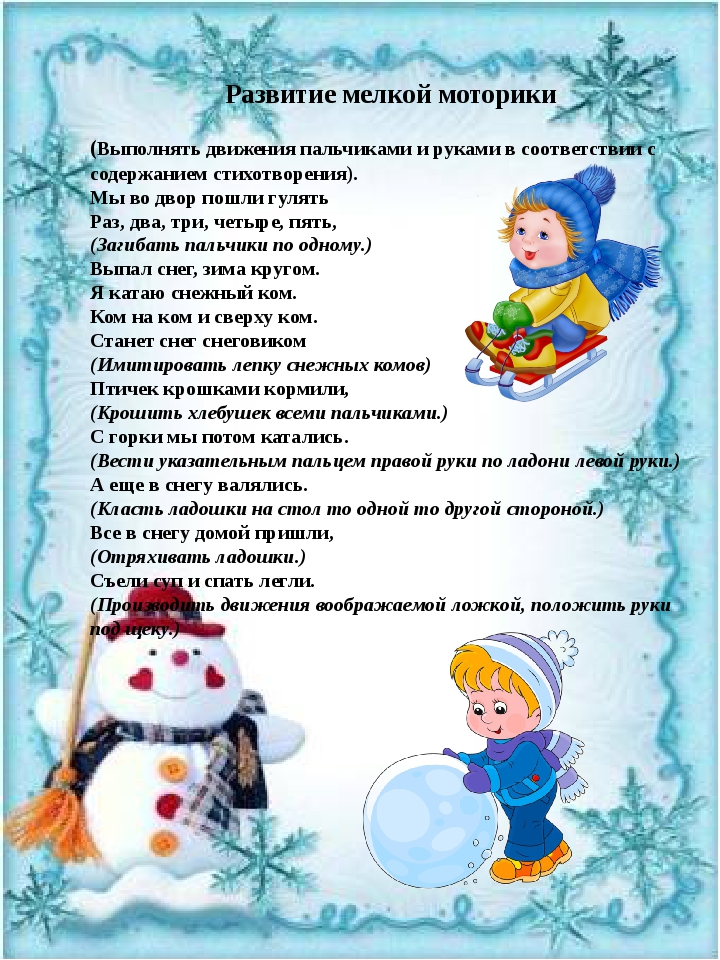 Развитие мелкой моторики
(Выполнять движения пальчиками и руками в соответствии с
содержанием стихотворения).
Мы во двор пошли гулять
Раз, два, три, четыре, пять,
(Загибать пальчики по одному.)
Выпал снег, зима кругом.
Я катаю снежный ком.
Ком на ком и сверху ком.
Станет снег снеговиком
(Имитировать лепку снежных комов)
Птичек крошками кормили,
(Крошить хлебушек всеми пальчиками.)
С горки мы потом катались.
(Вести указательным пальцем правой руки по ладони левой руки.)
А еще в снегу валялись.
(Класть ладошки на стол то одной то другой стороной.)
Все в снегу домой пришли,
(Отряхивать ладошки.)
Съели суп и спать легли.
(Производить движения воображаемой ложкой, положить руки
под щеку.)